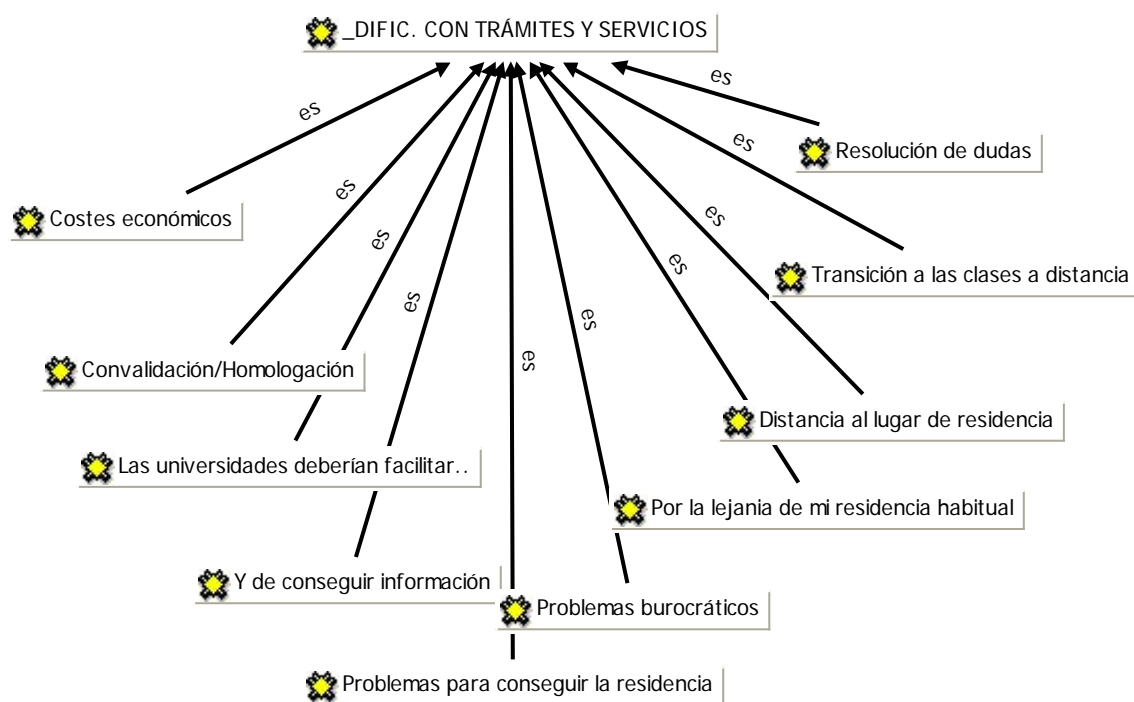 _DIFIC. CON TRÁMITES Y SERVICIOS
es
es
Resolución de dudas
es
es
Costes económicos
es
es
es
Transición a las clases a distancia
es
es
es
Convalidación/Homologación
Distancia al lugar de residencia
Las universidades deberían facilitar..
Por la lejania de mi residencia habitual
Y de conseguir información
Problemas burocráticos
Problemas para conseguir la residencia